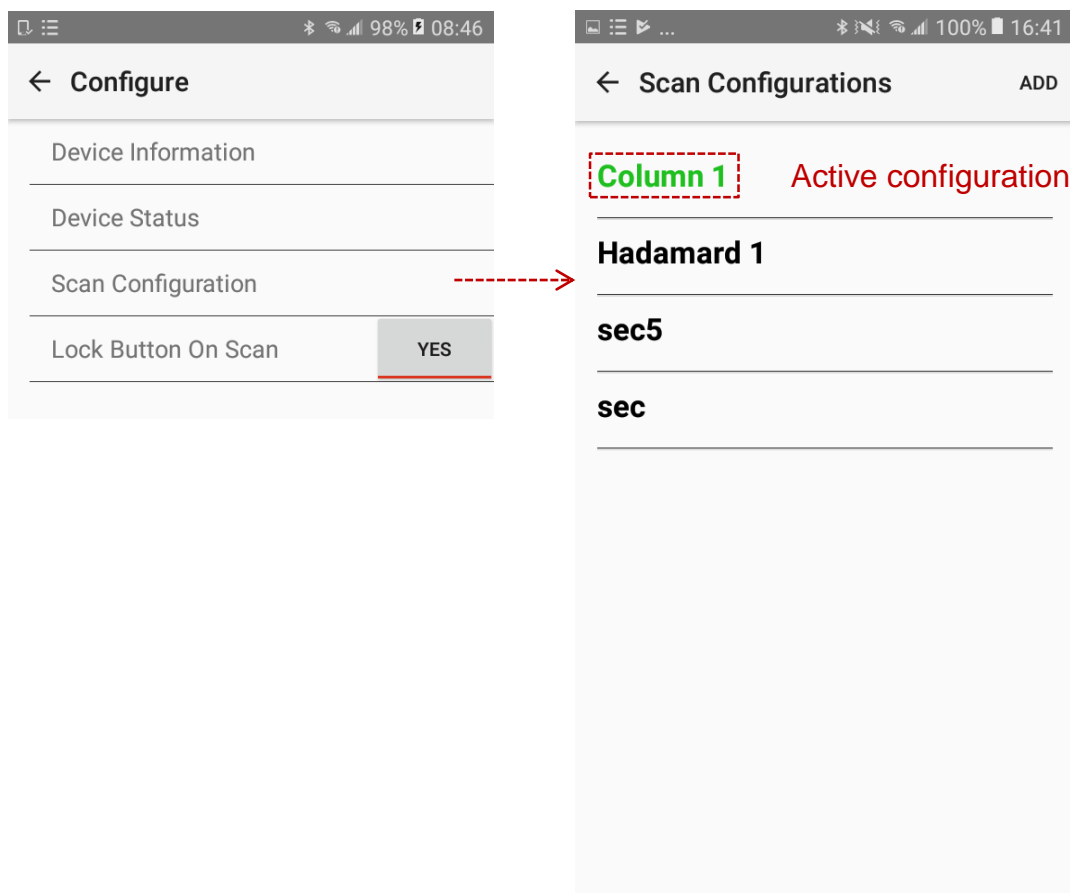 98% 08:46
Configure
Device Information
Device Status
Scan Configuration
Lock Button On Scan YES
... 100% 16:41
Scan Configurations ADD
Column 1 Active configuration
Hadamard 1
sec5
sec